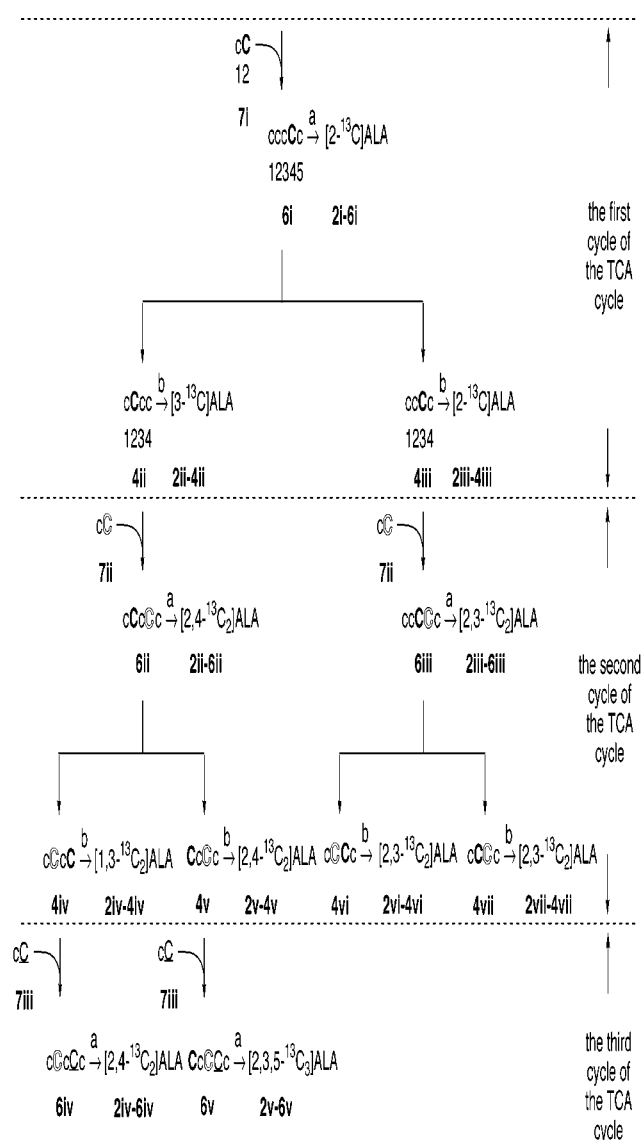 cC
12
7i
a
cccCc → [2-¹³C]ALA
12345
6i 2i-6i
the first
cycle of
the TCA
cycle
b
cCcc → [3-¹³C]ALA
1234
4ii 2ii-4ii
b
ccCc → [2-¹³C]ALA
1234
4iii 2iii-4iii
cC
7ii
cC
7ii
a
cCcCc → [2,4-¹³C₂]ALA
6ii 2ii-6ii
a
ccCCc → [2,3-¹³C₂]ALA
6iii 2iii-6iii
the second
cycle of
the TCA
cycle
b
cCcC → [1,3-¹³C₂]ALA
4iv 2iv-4iv
b
CcCc → [2,4-¹³C₂]ALA
4v 2v-4v
b
cCCc → [2,3-¹³C₂]ALA
4vi 2vi-4vi
b
cCCc → [2,3-¹³C₂]ALA
4vii 2vii-4vii
cC
7iii
cC
7iii
a
cCcCc → [2,4-¹³C₂]ALA
6iv 2iv-6iv
a
CcCCc → [2,3,5-¹³C₃]ALA
6v 2v-6v
the third
cycle of
the TCA
cycle